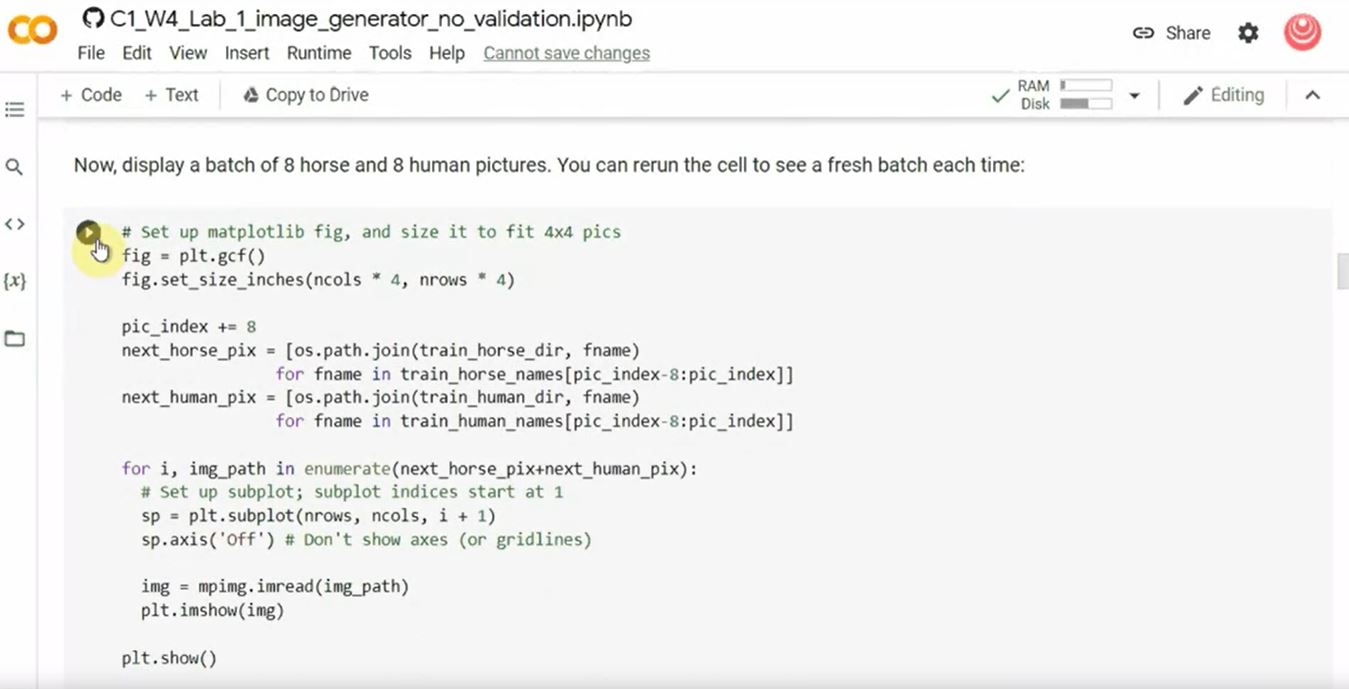 C1_W4_Lab_1_image_generator_no_validation.ipynb
File Edit View Insert Runtime Tools Help Cannot save changes
Share
+ Code + Text Copy to Drive
RAM
Disk
Editing
Now, display a batch of 8 horse and 8 human pictures. You can rerun the cell to see a fresh batch each time:
# Set up matplotlib fig, and size it to fit 4x4 pics
fig = plt.gcf()
fig.set_size_inches(ncols * 4, nrows * 4)
pic_index += 8
next_horse_pix = [os.path.join(train_horse_dir, fname)
for fname in train_horse_names[pic_index-8:pic_index]]
next_human_pix = [os.path.join(train_human_dir, fname)
for fname in train_human_names[pic_index-8:pic_index]]
for i, img_path in enumerate(next_horse_pix+next_human_pix):
# Set up subplot; subplot indices start at 1
sp = plt.subplot(nrows, ncols, i + 1)
sp.axis('Off') # Don't show axes (or gridlines)
img = mpimg.imread(img_path)
plt.imshow(img)
plt.show()